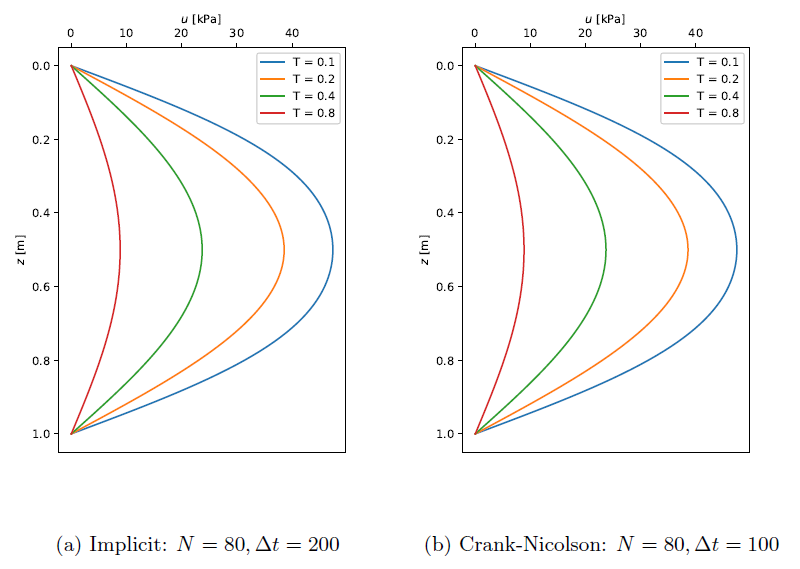 u [kPa]
0 10 20 30 40
0.0
0.2
0.4
0.6
0.8
1.0
z [m]
T = 0.1
T = 0.2
T = 0.4
T = 0.8
(a) Implicit: N = 80, Δt = 200
u [kPa]
0 10 20 30 40
0.0
0.2
0.4
0.6
0.8
1.0
z [m]
T = 0.1
T = 0.2
T = 0.4
T = 0.8
(b) Crank-Nicolson: N = 80, Δt = 100